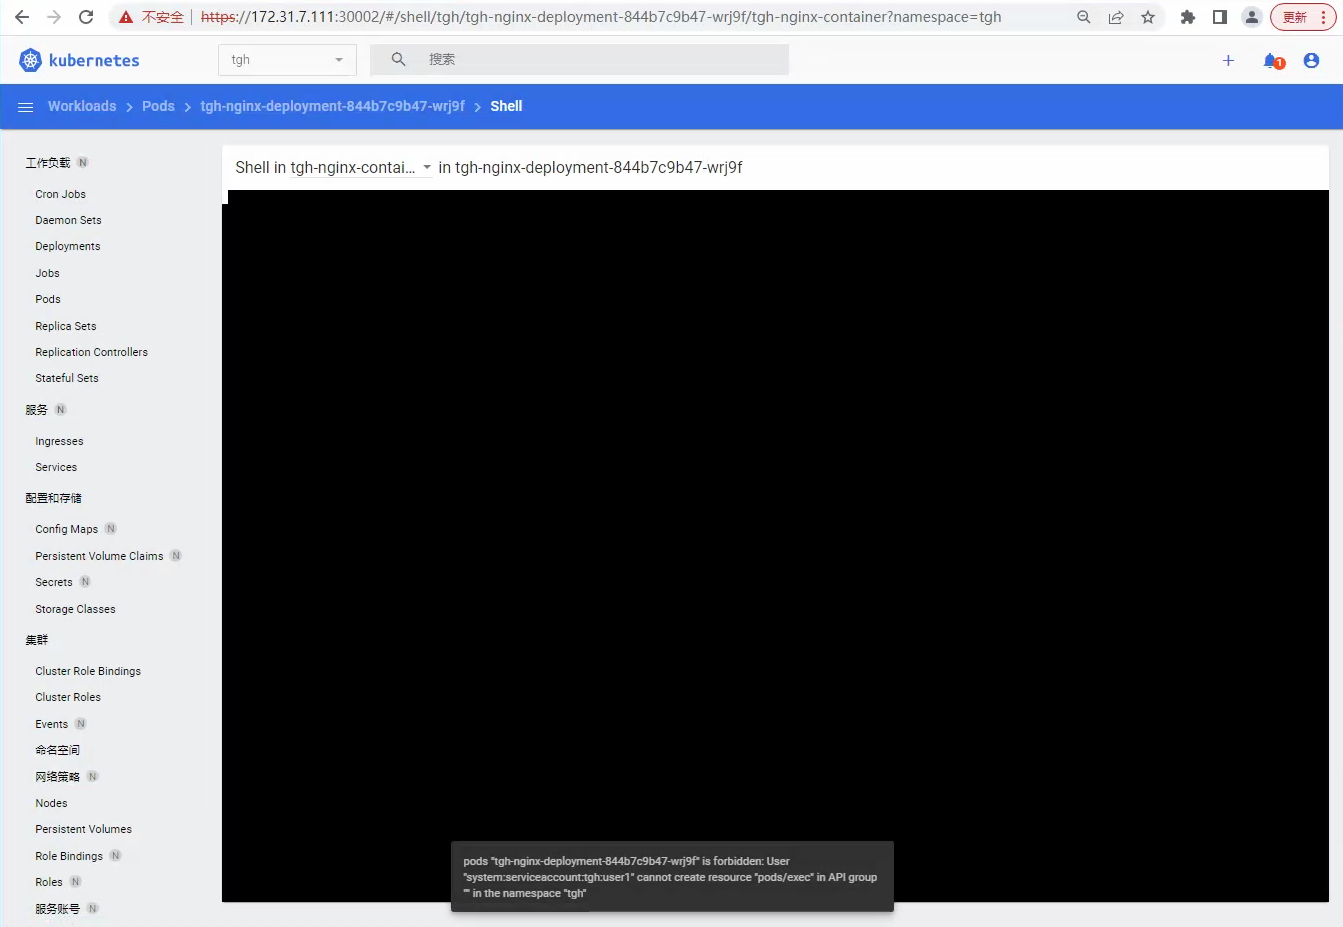 不安全 https://172.31.7.111:30002/#/shell/tgh/tgh-nginx-deployment-844b7c9b47-wrj9f/tgh-nginx-container?namespace=tgh 更新
kubernetes tgh 搜索 1
Workloads > Pods > tgh-nginx-deployment-844b7c9b47-wrj9f > Shell
工作负载 N
Shell in tgh-nginx-contai... in tgh-nginx-deployment-844b7c9b47-wrj9f
Cron Jobs
Daemon Sets
Deployments
Jobs
Pods
Replica Sets
Replication Controllers
Stateful Sets
服务 N
Ingresses
Services
配置和存储
Config Maps N
Persistent Volume Claims N
Secrets N
Storage Classes
集群
Cluster Role Bindings
Cluster Roles
Events N
命名空间
网络策略 N
Nodes
Persistent Volumes
Role Bindings N
Roles N
服务账号 N
pods "tgh-nginx-deployment-844b7c9b47-wrj9f" is forbidden: User
"system:serviceaccount:tgh:user1" cannot create resource "pods/exec" in API group
"" in the namespace "tgh"